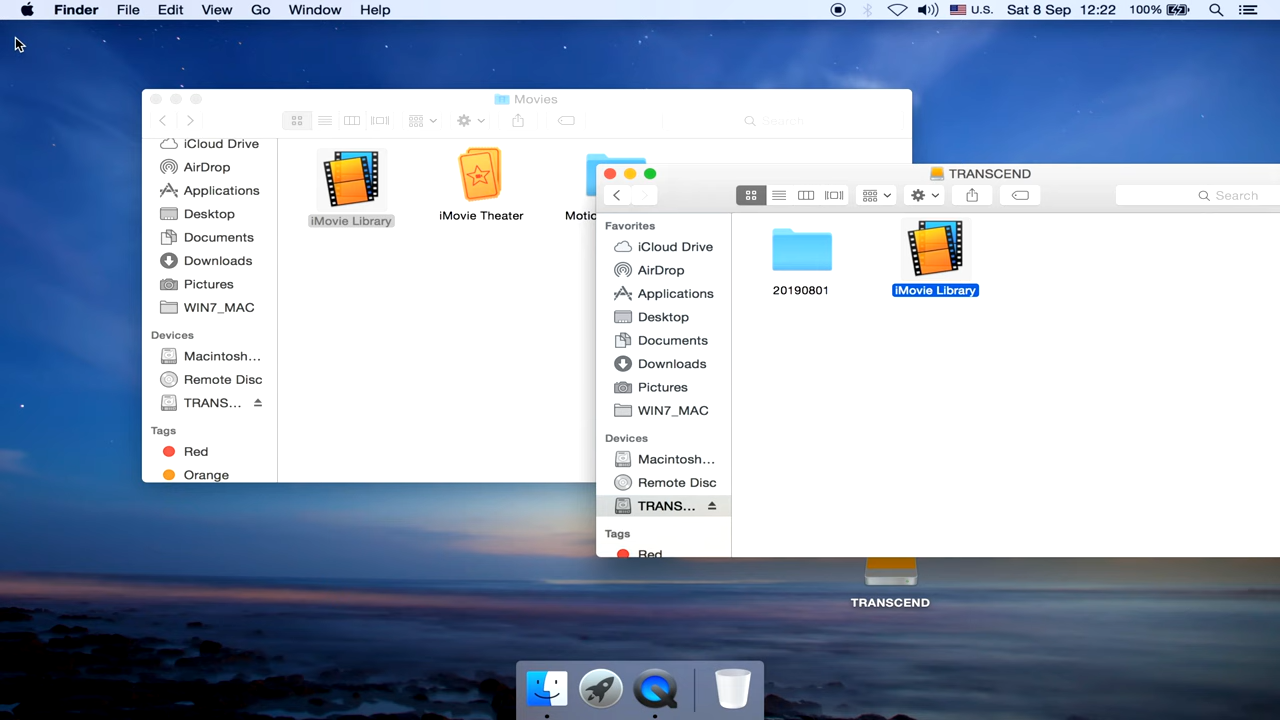 Finder File Edit View Go Window Help U.S. Sat 8 Sep 12:22 100%
Movies
Search
iCloud Drive
AirDrop
Applications
Desktop
Documents
Downloads
Pictures
WIN7_MAC
Devices
Macintosh...
Remote Disc
TRANS...
Tags
Red
Orange
iMovie Library
iMovie Theater
Motic
TRANSCEND
Search
Favorites
iCloud Drive
AirDrop
Applications
Desktop
Documents
Downloads
Pictures
WIN7_MAC
Devices
Macintosh...
Remote Disc
TRANS...
Tags
Red
20190801
iMovie Library
TRANSCEND